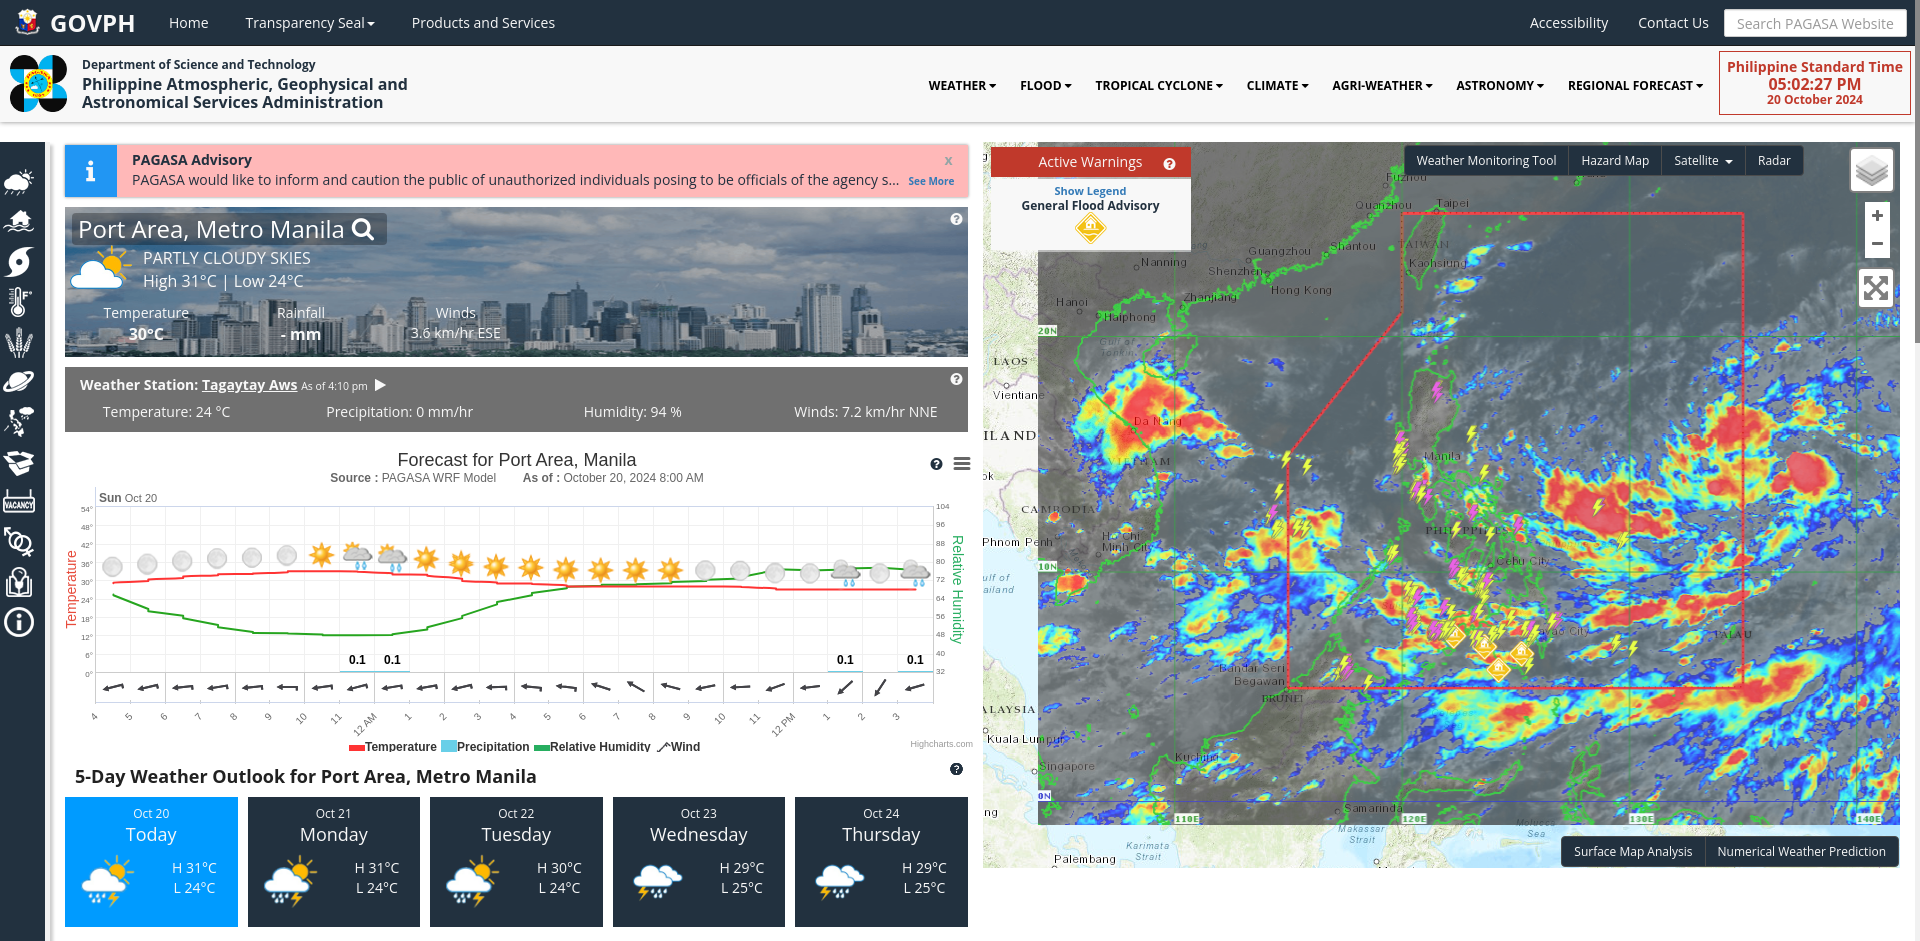 GOVPH
Home
Transparency Seal
Products and Services
Accessibility
Contact Us
Search PAGASA Website
Department of Science and Technology
Philippine Atmospheric, Geophysical and
Astronomical Services Administration
WEATHER
FLOOD
TROPICAL CYCLONE
CLIMATE
AGRI-WEATHER
ASTRONOMY
REGIONAL FORECAST
Philippine Standard Time
05:02:27 PM
20 October 2024
VACANCY
PAGASA Advisory
x
PAGASA would like to inform and caution the public of unauthorized individuals posing to be officials of the agency s...
See More
Port Area, Metro Manila
PARTLY CLOUDY SKIES
High 31°C | Low 24°C
Temperature
Rainfall
Winds
30°C
- mm
3.6 km/hr ESE
Weather Station: Tagaytay Aws As of 4:10 pm
Temperature: 24 °C
Precipitation: 0 mm/hr
Humidity: 94 %
Winds: 7.2 km/hr NNE
Forecast for Port Area, Manila
Source : PAGASA WRF Model As of : October 20, 2024 8:00 AM
Sun Oct 20
54°
48°
42°
36°
30°
24°
18°
12°
6°
0°
Temperature
104
96
88
80
72
64
56
48
40
32
Relative Humidity
0.1
0.1
0.1
0.1
4
5
6
7
8
9
10
11
12 AM
1
2
3
4
5
6
7
8
9
10
11
12 PM
1
2
3
Temperature
Precipitation
Relative Humidity
Wind
Highcharts.com
5-Day Weather Outlook for Port Area, Metro Manila
Oct 20
Today
H 31°C
L 24°C
Oct 21
Monday
H 31°C
L 24°C
Oct 22
Tuesday
H 30°C
L 24°C
Oct 23
Wednesday
H 29°C
L 25°C
Oct 24
Thursday
H 29°C
L 25°C
Active Warnings
Show Legend
General Flood Advisory
Weather Monitoring Tool
Hazard Map
Satellite
Radar
+
−
Fuzhou
Quanzhou
Taipei
TAIWAN
Kaohsiung
Shantou
Guangzhou
Shenzhen
Hong Kong
Nanning
Zhanjiang
Hanoi
Haiphong
Gulf of
Tonkin
20N
LAOS
Vientiane
Da Nang
ILAND
VIETNAM
Manila
ok
CAMBODIA
PHILIPPINES
Phnom Penh
Ho Chi
Minh City
Cebu City
10N
ulf of
ailand
Davao City
PALAU
Bandar Seri
Begawan
BRUNEI
ALAYSIA
Kuala Lumpur
Kuching
Singapore
0N
ng
Samarinda
110E
120E
130E
140E
Makassar
Strait
Molucca
Sea
Karimata
Strait
Palembang
Surface Map Analysis
Numerical Weather Prediction